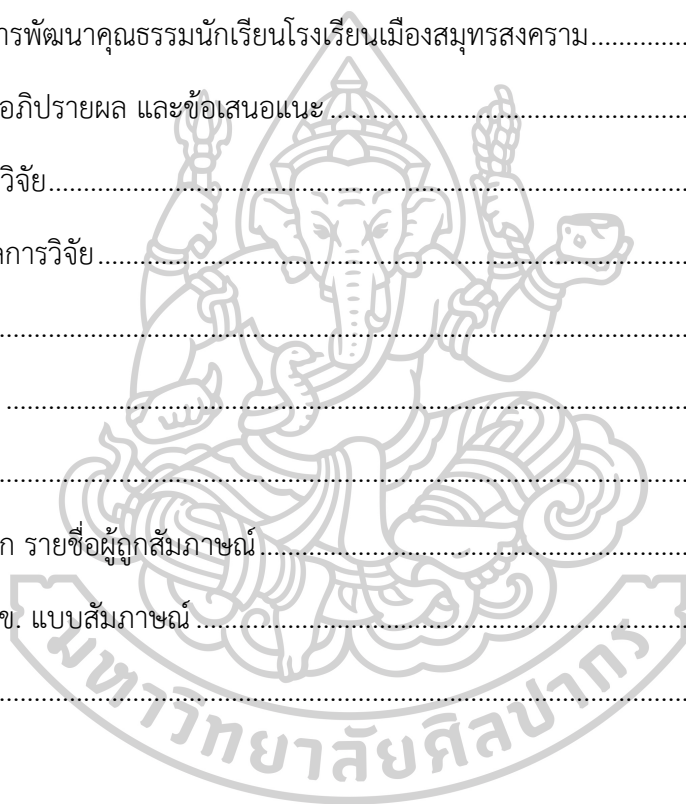 ารพัฒนาคุณธรรมนักเรียนโรงเรียนเมืองสมุทรสงคราม................
อภิปรายผล และข้อเสนอแนะ................................................
วิจัย................................................................................
ลการวิจัย..........................................................................
.....................................................................................
.....................................................................................
.....................................................................................
ก รายชื่อผู้ถูกสัมภาษณ์......................................................
ข. แบบสัมภาษณ์...............................................................
.....................................................................................
มหาวิทยาลัยศิลปากร